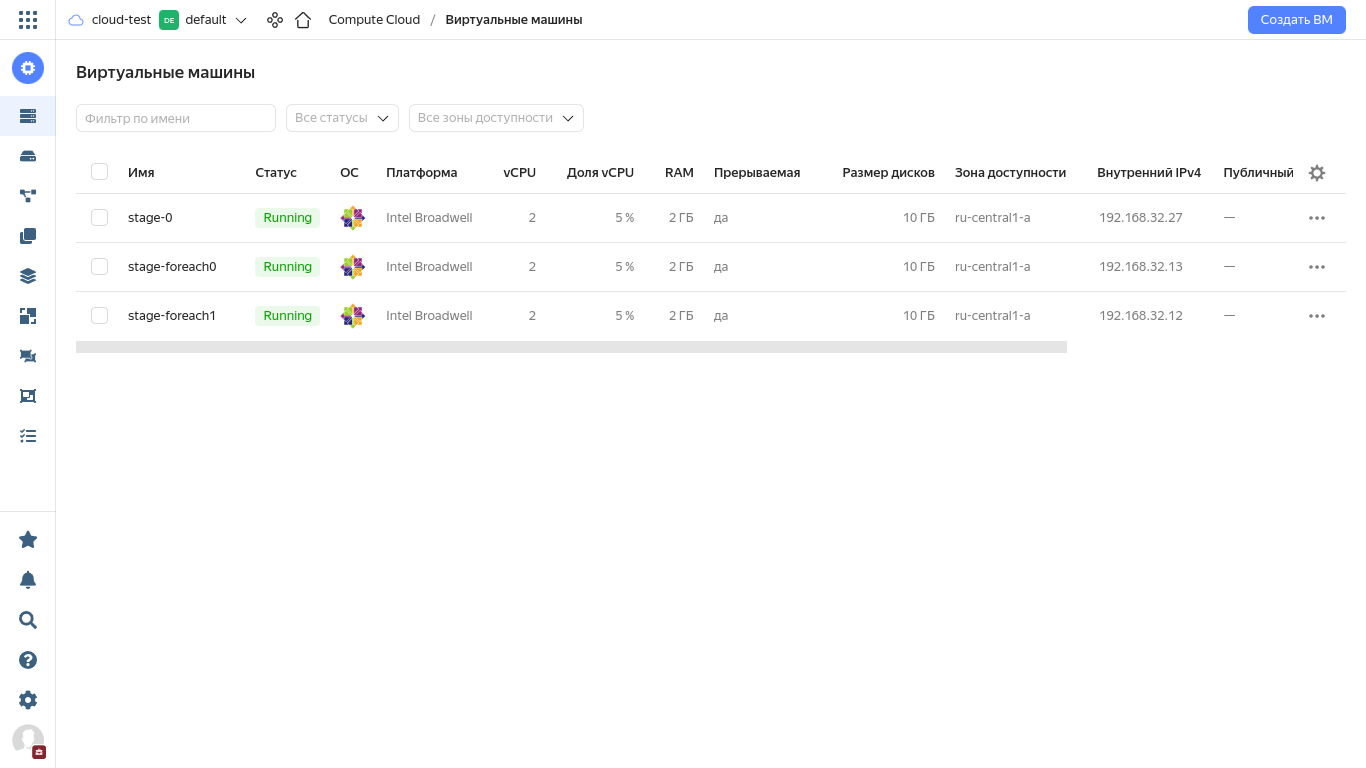 cloud-test DE default Compute Cloud / Виртуальные машины Создать ВМ
Виртуальные машины
Фильтр по имени Все статусы Все зоны доступности
Имя Статус ОС Платформа vCPU Доля vCPU RAM Прерываемая Размер дисков Зона доступности Внутренний IPv4 Публичный
stage-0 Running Intel Broadwell 2 5 % 2 ГБ да 10 ГБ ru-central1-a 192.168.32.27 —
stage-foreach0 Running Intel Broadwell 2 5 % 2 ГБ да 10 ГБ ru-central1-a 192.168.32.13 —
stage-foreach1 Running Intel Broadwell 2 5 % 2 ГБ да 10 ГБ ru-central1-a 192.168.32.12 —